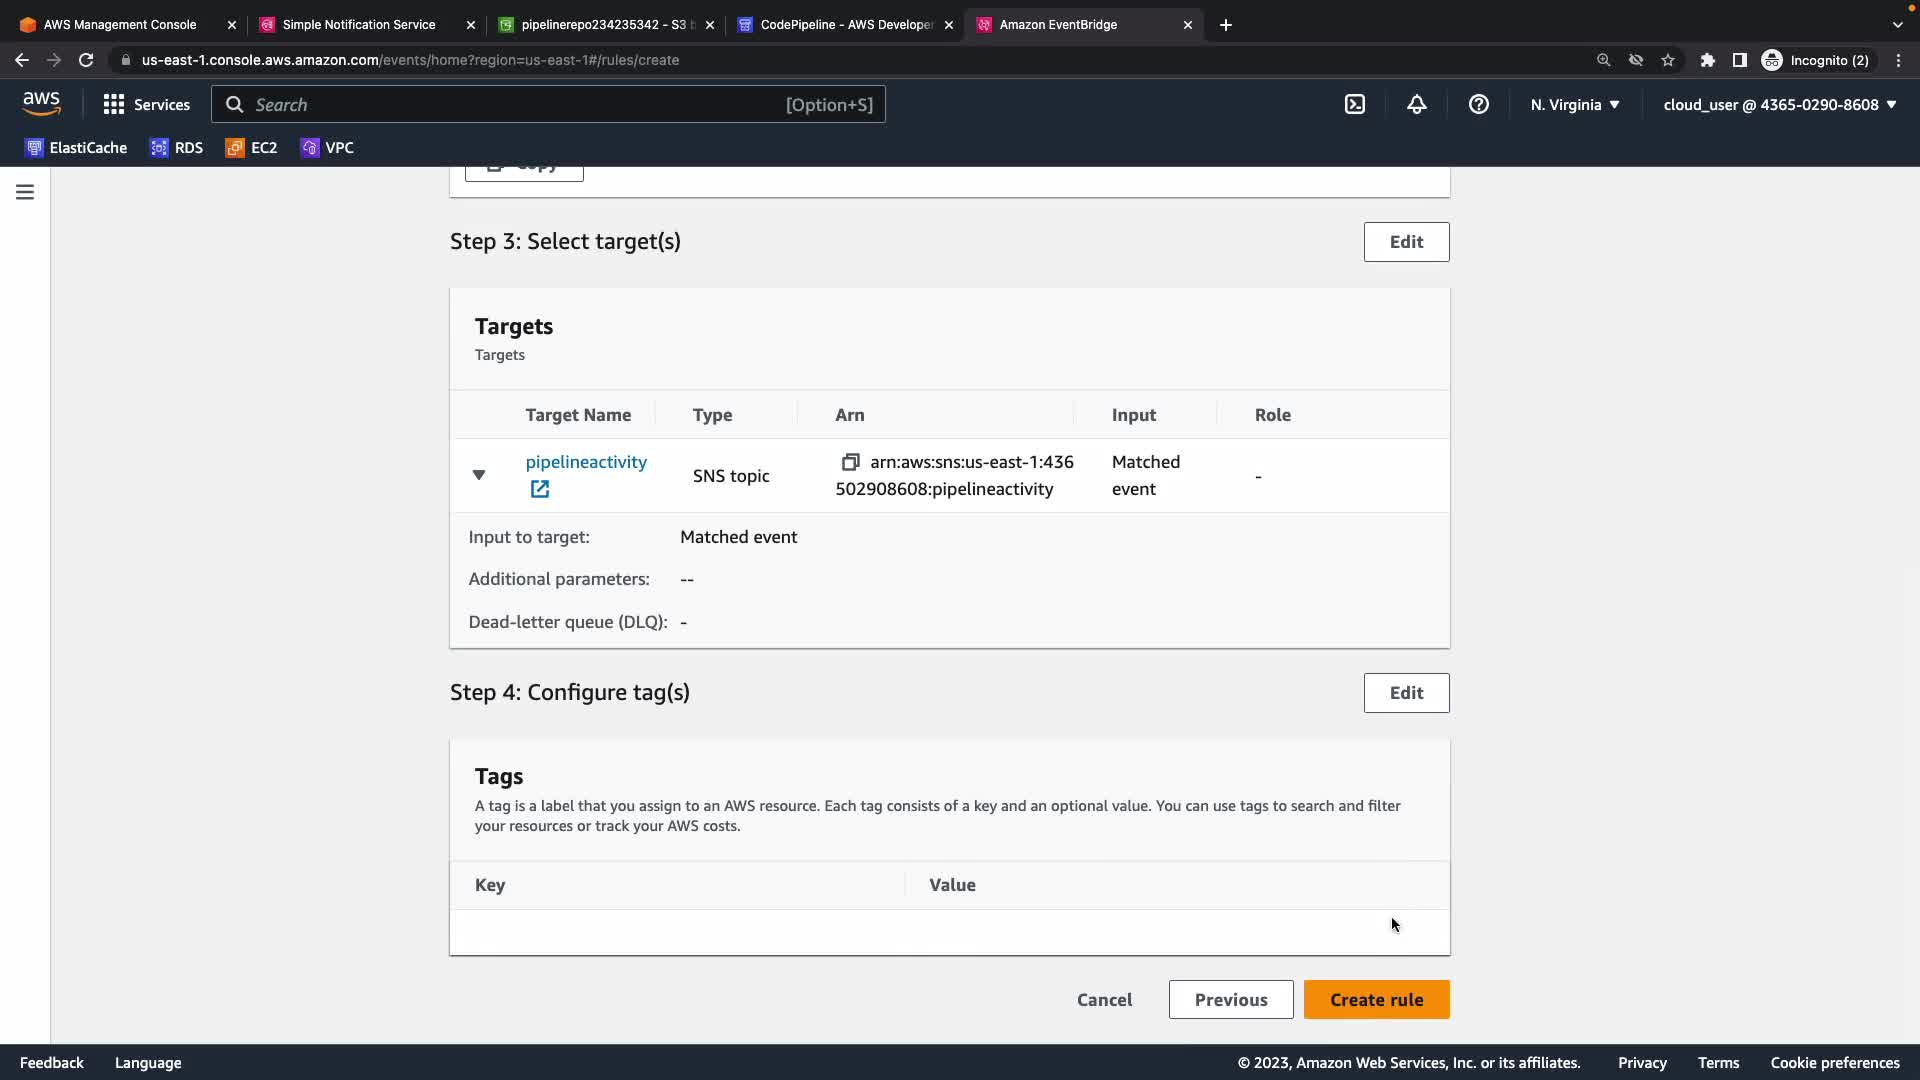 AWS Management Console
Simple Notification Service
pipelinerepo234235342 - S3 b
CodePipeline - AWS Developer
Amazon EventBridge
us-east-1.console.aws.amazon.com/events/home?region=us-east-1#/rules/create
Incognito (2)
aws
Services
Search
[Option+S]
N. Virginia
cloud_user @ 4365-0290-8608
ElastiCache
RDS
EC2
VPC
Copy
Step 3: Select target(s)
Edit
Targets
Targets
Target Name
Type
Arn
Input
Role
pipelineactivity
SNS topic
arn:aws:sns:us-east-1:436
502908608:pipelineactivity
Matched
event
-
Input to target:
Matched event
Additional parameters:
--
Dead-letter queue (DLQ):
-
Step 4: Configure tag(s)
Edit
Tags
A tag is a label that you assign to an AWS resource. Each tag consists of a key and an optional value. You can use tags to search and filter
your resources or track your AWS costs.
Key
Value
Cancel
Previous
Create rule
Feedback
Language
© 2023, Amazon Web Services, Inc. or its affiliates.
Privacy
Terms
Cookie preferences